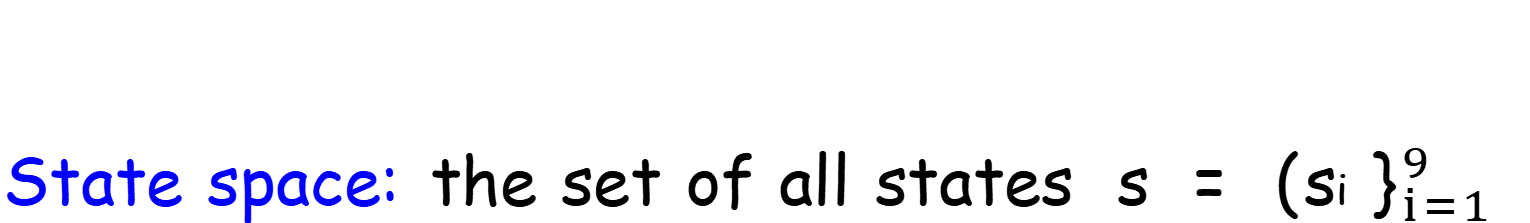 State space: the set of all states s = (sᵢ }⁹ᵢ₌₁